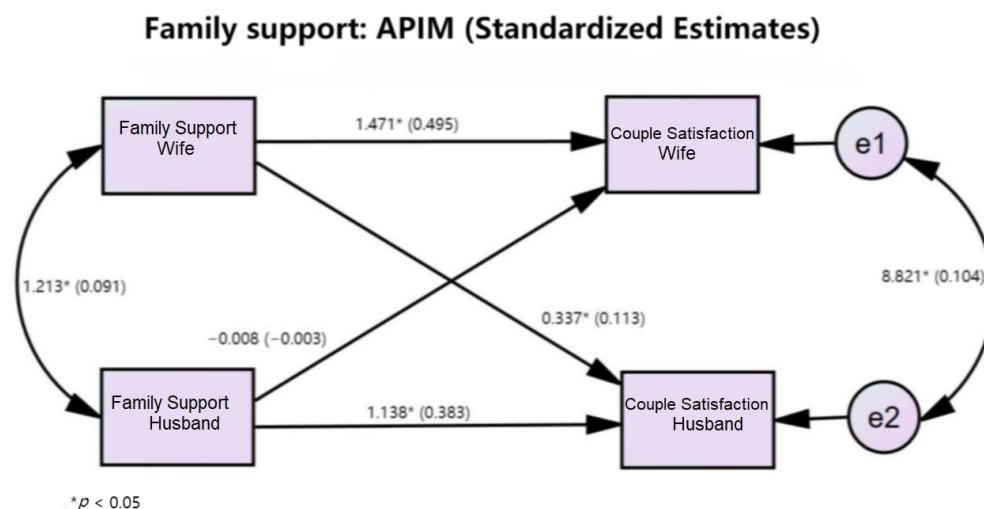 Family support: APIM (Standardized Estimates)
Family Support
Wife
1.471* (0.495)
Couple Satisfaction
Wife
e1
1.213* (0.091)
8.821* (0.104)
0.337* (0.113)
−0.008 (−0.003)
Family Support
Husband
1.138* (0.383)
Couple Satisfaction
Husband
e2
*p < 0.05